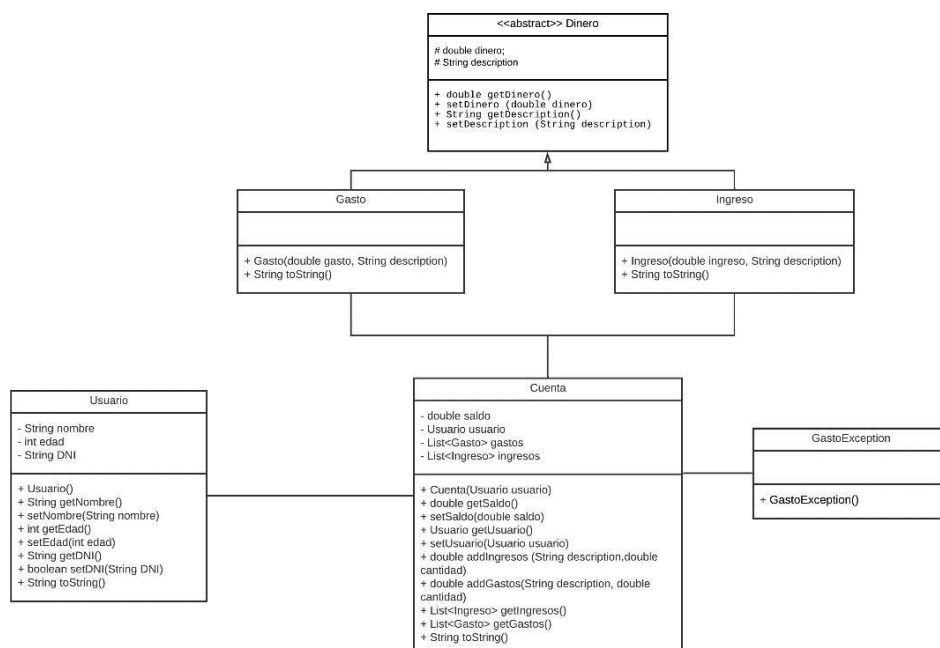 <<abstract>> Dinero
# double dinero;
# String description
+ double getDinero()
+ setDinero (double dinero)
+ String getDescription()
+ setDescription (String description)
Gasto
+ Gasto(double gasto, String description)
+ String toString()
Ingreso
+ Ingreso(double ingreso, String description)
+ String toString()
Usuario
- String nombre
- int edad
- String DNI
+ Usuario()
+ String getNombre()
+ setNombre(String nombre)
+ int getEdad()
+ setEdad(int edad)
+ String getDNI()
+ boolean setDNI(String DNI)
+ String toString()
Cuenta
- double saldo
- Usuario usuario
- List<Gasto> gastos
- List<Ingreso> ingresos
+ Cuenta(Usuario usuario)
+ double getSaldo()
+ setSaldo(double saldo)
+ Usuario getUsuario()
+ setUsuario(Usuario usuario)
+ double addIngresos (String description,double
cantidad)
+ double addGastos(String description, double
cantidad)
+ List<Ingreso> getIngresos()
+ List<Gasto> getGastos()
+ String toString()
GastoException
+ GastoException()